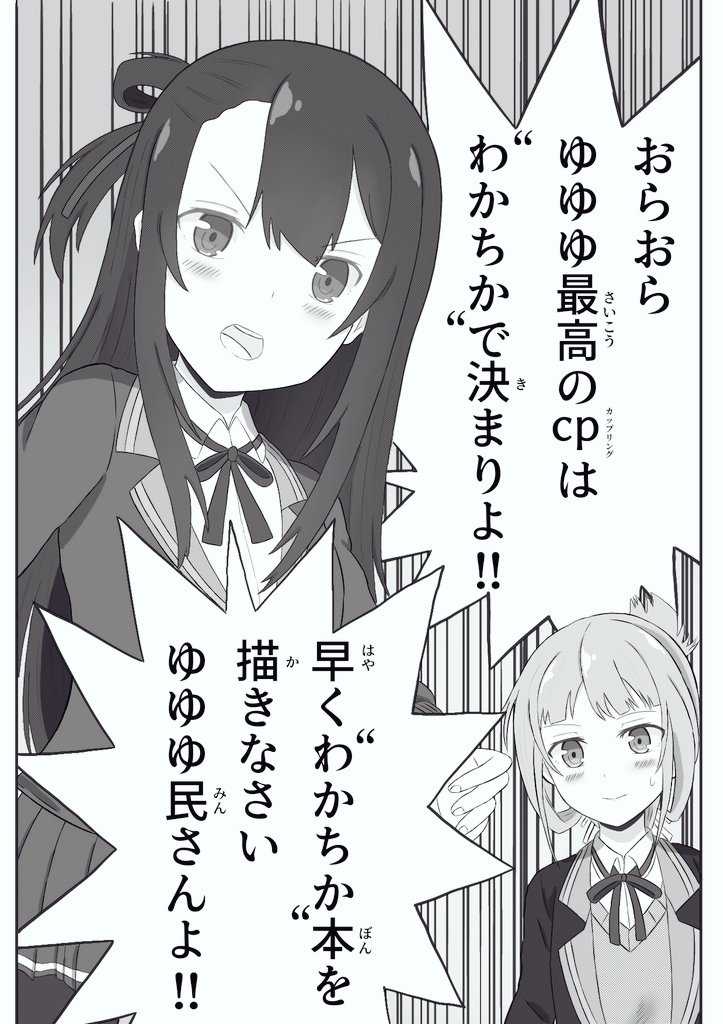 おらおら
ゆゆゆ最高のcpは
“わかちか“で決まりよ!!
早くわかちか“本を
描きなさい
ゆゆゆ民さんよ!!